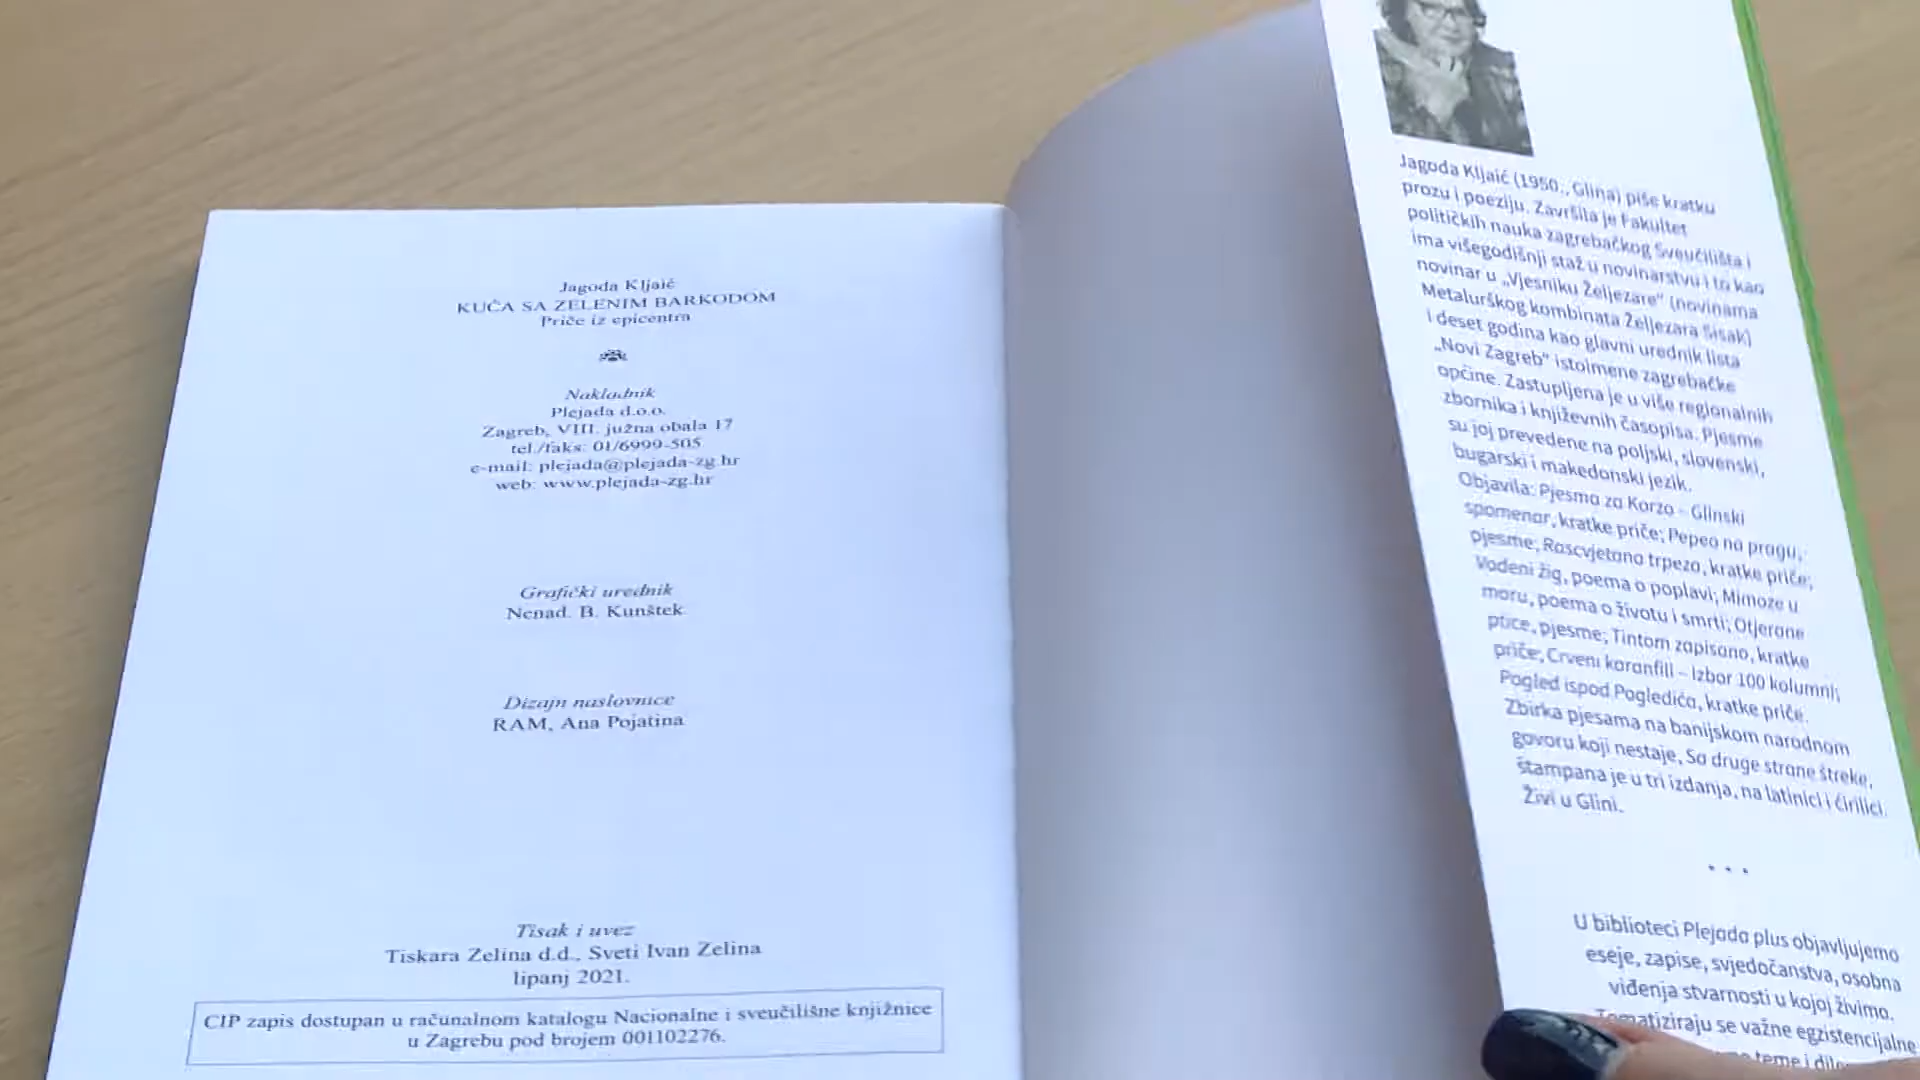 Jagoda Kljaić
KUĆA SA ZELENIM BARKODOM
Priče iz epicentra
Nakladnik
Plejada d.o.o.
Zagreb, VIII. južna obala 17
tel./faks: 01/6999-505
e-mail: plejada@plejada-zg.hr
web: www.plejada-zg.hr
Grafički urednik
Nenad. B. Kunštek
Dizajn naslovnice
RAM, Ana Pojatina
Tisak i uvez
Tiskara Zelina d.d., Sveti Ivan Zelina
lipanj 2021.
CIP zapis dostupan u računalnom katalogu Nacionalne i sveučilišne knjižnice
u Zagrebu pod brojem 001102276.
Jagoda Kljaić (1950., Glina) piše kratku
prozu i poeziju. Završila je Fakultet
političkih nauka zagrebačkog Sveučilišta i
ima višegodišnji staž u novinarstvu i to kao
novinar u „Vjesniku Željezare“ (novinama
Metalurškog kombinata Željezara Sisak)
i deset godina kao glavni urednik lista
„Novi Zagreb“ istoimene zagrebačke
općine. Zastupljena je u više regionalnih
zbornika i književnih časopisa. Pjesme
su joj prevedene na poljski, slovenski,
bugarski i makedonski jezik.
Objavila: Pjesma za Korzo – Glinski
spomenar, kratke priče; Pepeo na pragu,
pjesme; Rascvjetana trpeza, kratke priče;
Vodeni žig, poema o poplavi; Mimoze u
moru, poema o životu i smrti; Otjerane
ptice, pjesme; Tintom zapisano, kratke
priče; Crveni karanfili – izbor 100 kolumni;
Pogled ispod Pogledića, kratke priče.
Zbirka pjesama na banijskom narodnom
govoru koji nestaje, Sa druge strane štreke,
štampana je u tri izdanja, na latinici i ćirilici.
Živi u Glini.
• • •
U biblioteci Plejada plus objavljujemo
eseje, zapise, svjedočanstva, osobna
viđenja stvarnosti u kojoj živimo.
Tematiziraju se važne egzistencijalne
teme i